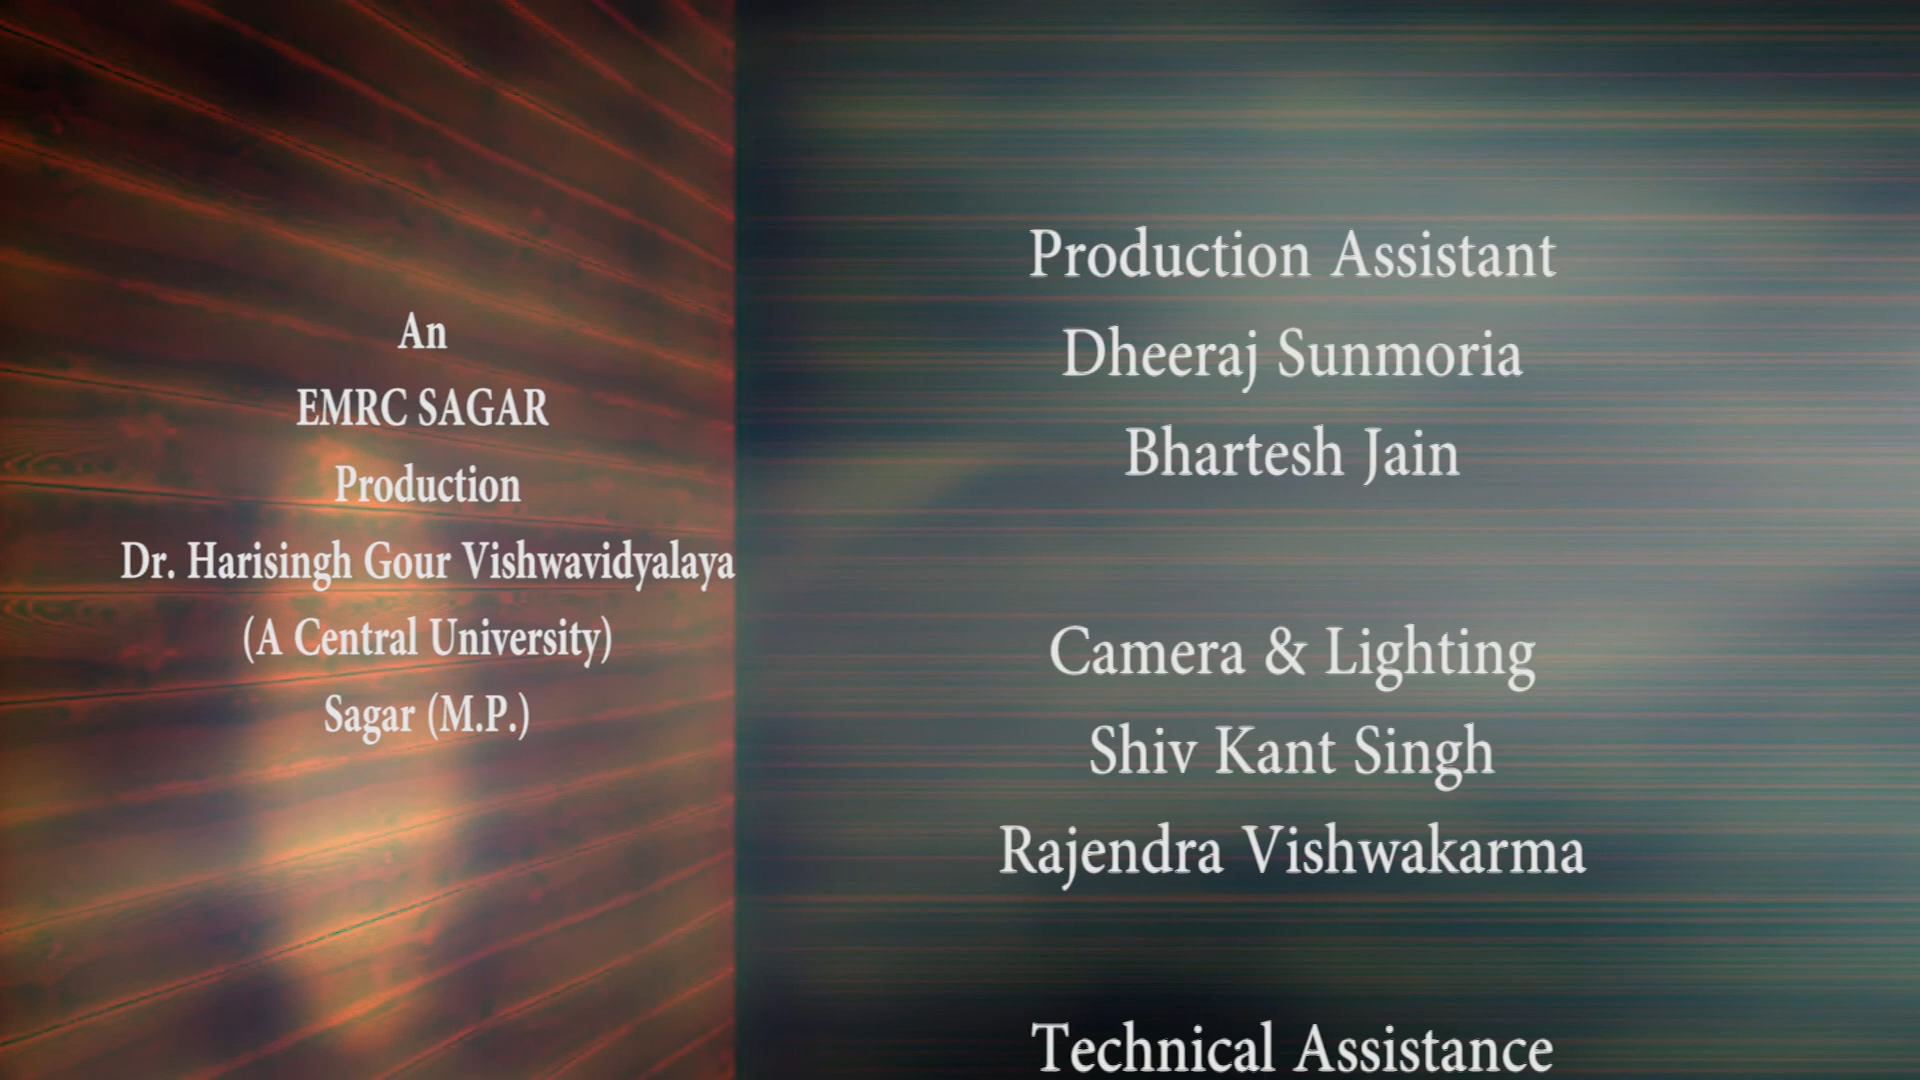 An
EMRC SAGAR
Production
Dr. Harisingh Gour Vishwavidyalaya
(A Central University)
Sagar (M.P.)
Production Assistant
Dheeraj Sunmoria
Bhartesh Jain
Camera & Lighting
Shiv Kant Singh
Rajendra Vishwakarma
Technical Assistance